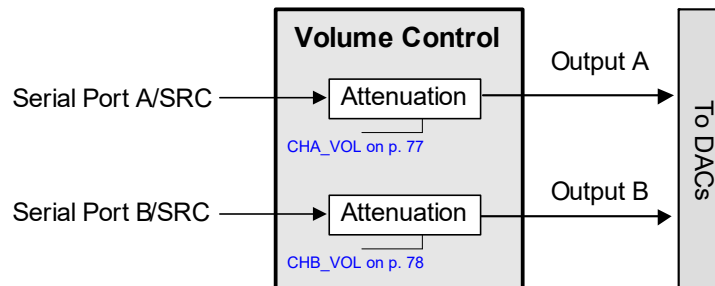 Volume Control
Serial Port A/SRC
Attenuation
Output A
CHA_VOL on p. 77
Serial Port B/SRC
Attenuation
Output B
CHB_VOL on p. 78
To DACs